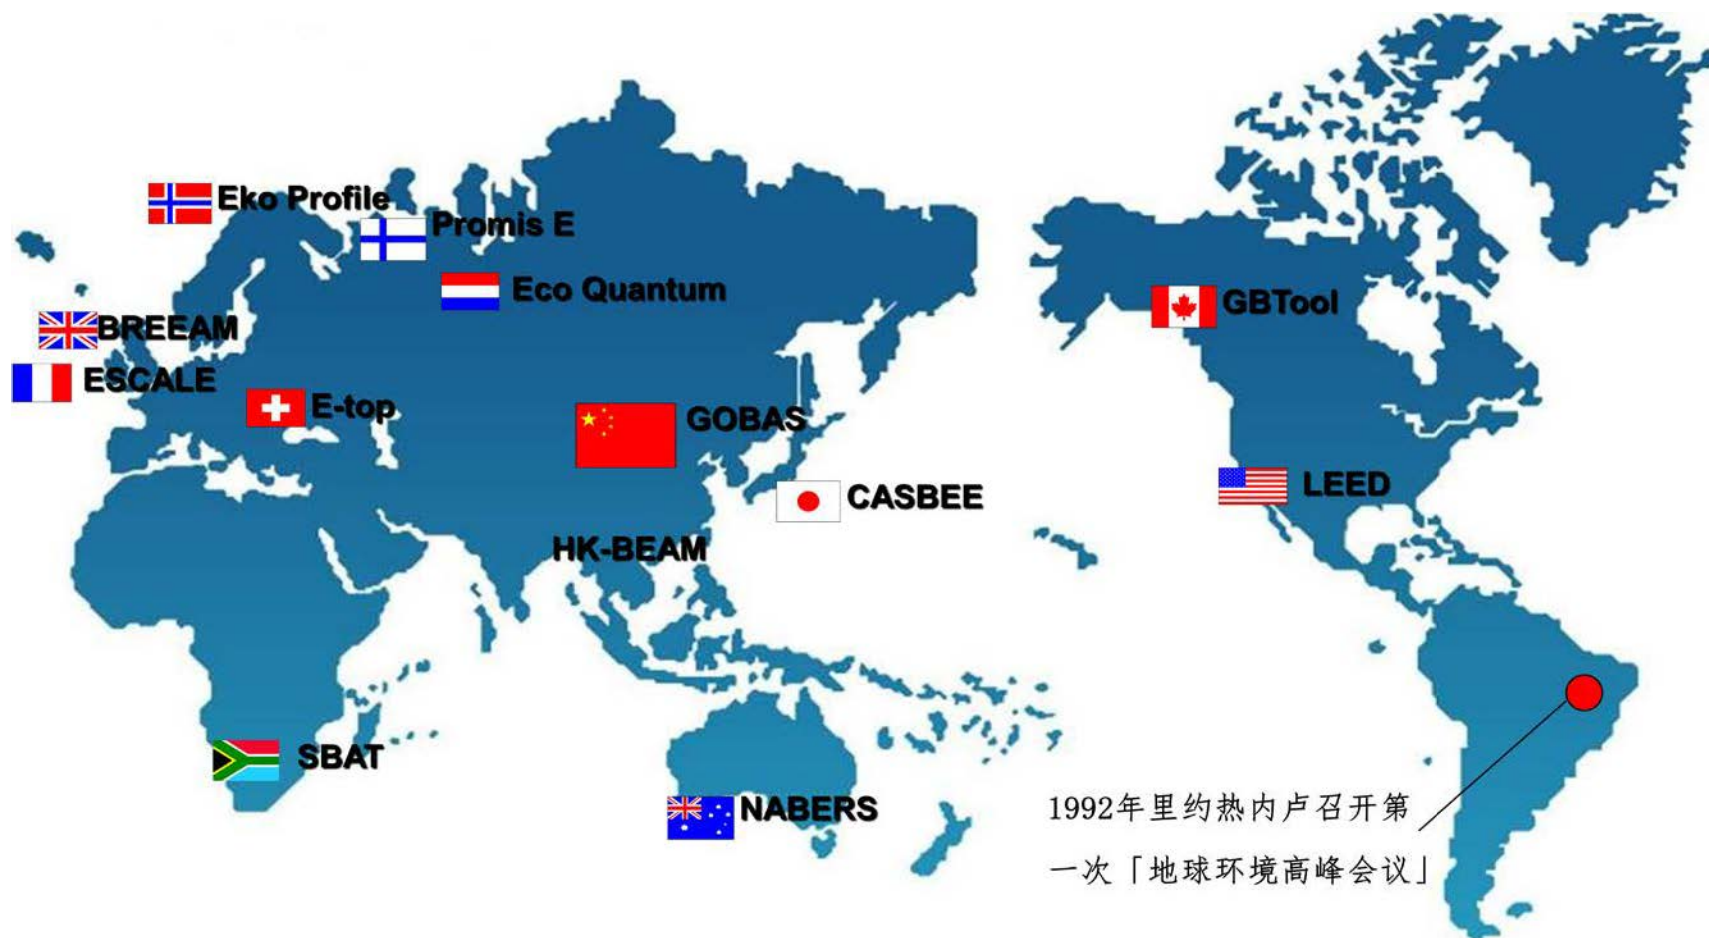 Eko Profile
Promis E
Eco Quantum
BREEAM
GBTool
ESCALE
E-top
GOBAS
LEED
CASBEE
HK-BEAM
SBAT
NABERS
1992年里约热内卢召开第
一次「地球环境高峰会议」